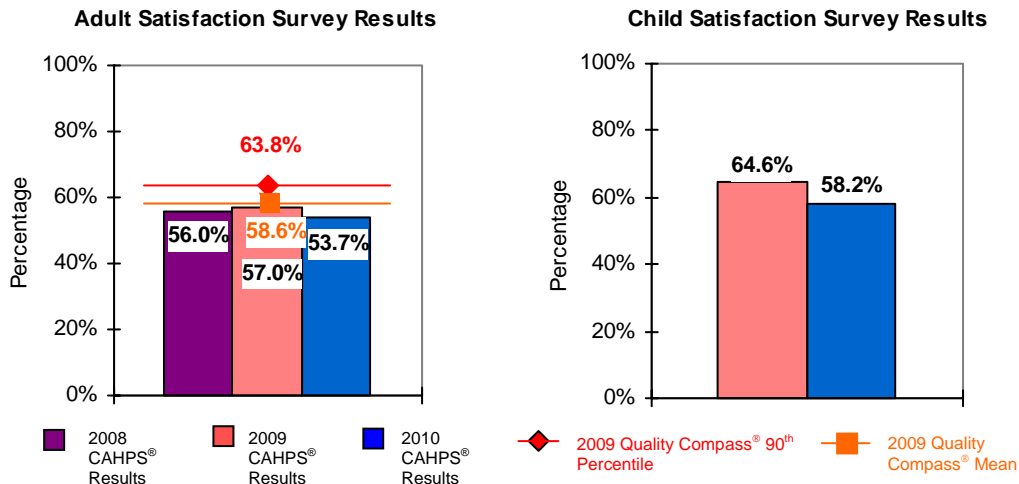 Adult Satisfaction Survey Results
Percentage
100%
80%
60%
40%
20%
0%
63.8%
56.0%
58.6%
57.0%
53.7%
Child Satisfaction Survey Results
Percentage
100%
80%
60%
40%
20%
0%
64.6%
58.2%
2008
CAHPS®
Results
2009
CAHPS®
Results
2010
CAHPS®
Results
2009 Quality Compass® 90th
Percentile
2009 Quality
Compass® Mean